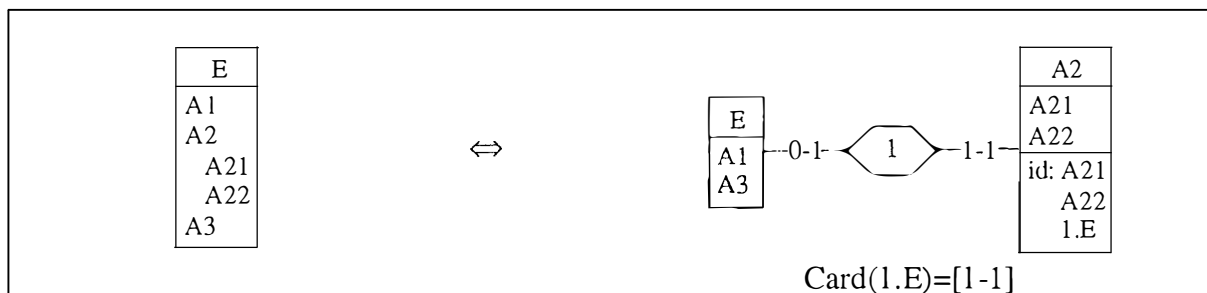 E
A1
A2
A21
A22
A3
⇔
E
A1
A3
0-1
1
1-1
A2
A21
A22
id: A21
A22
1.E
Card(1.E)=[1-1]